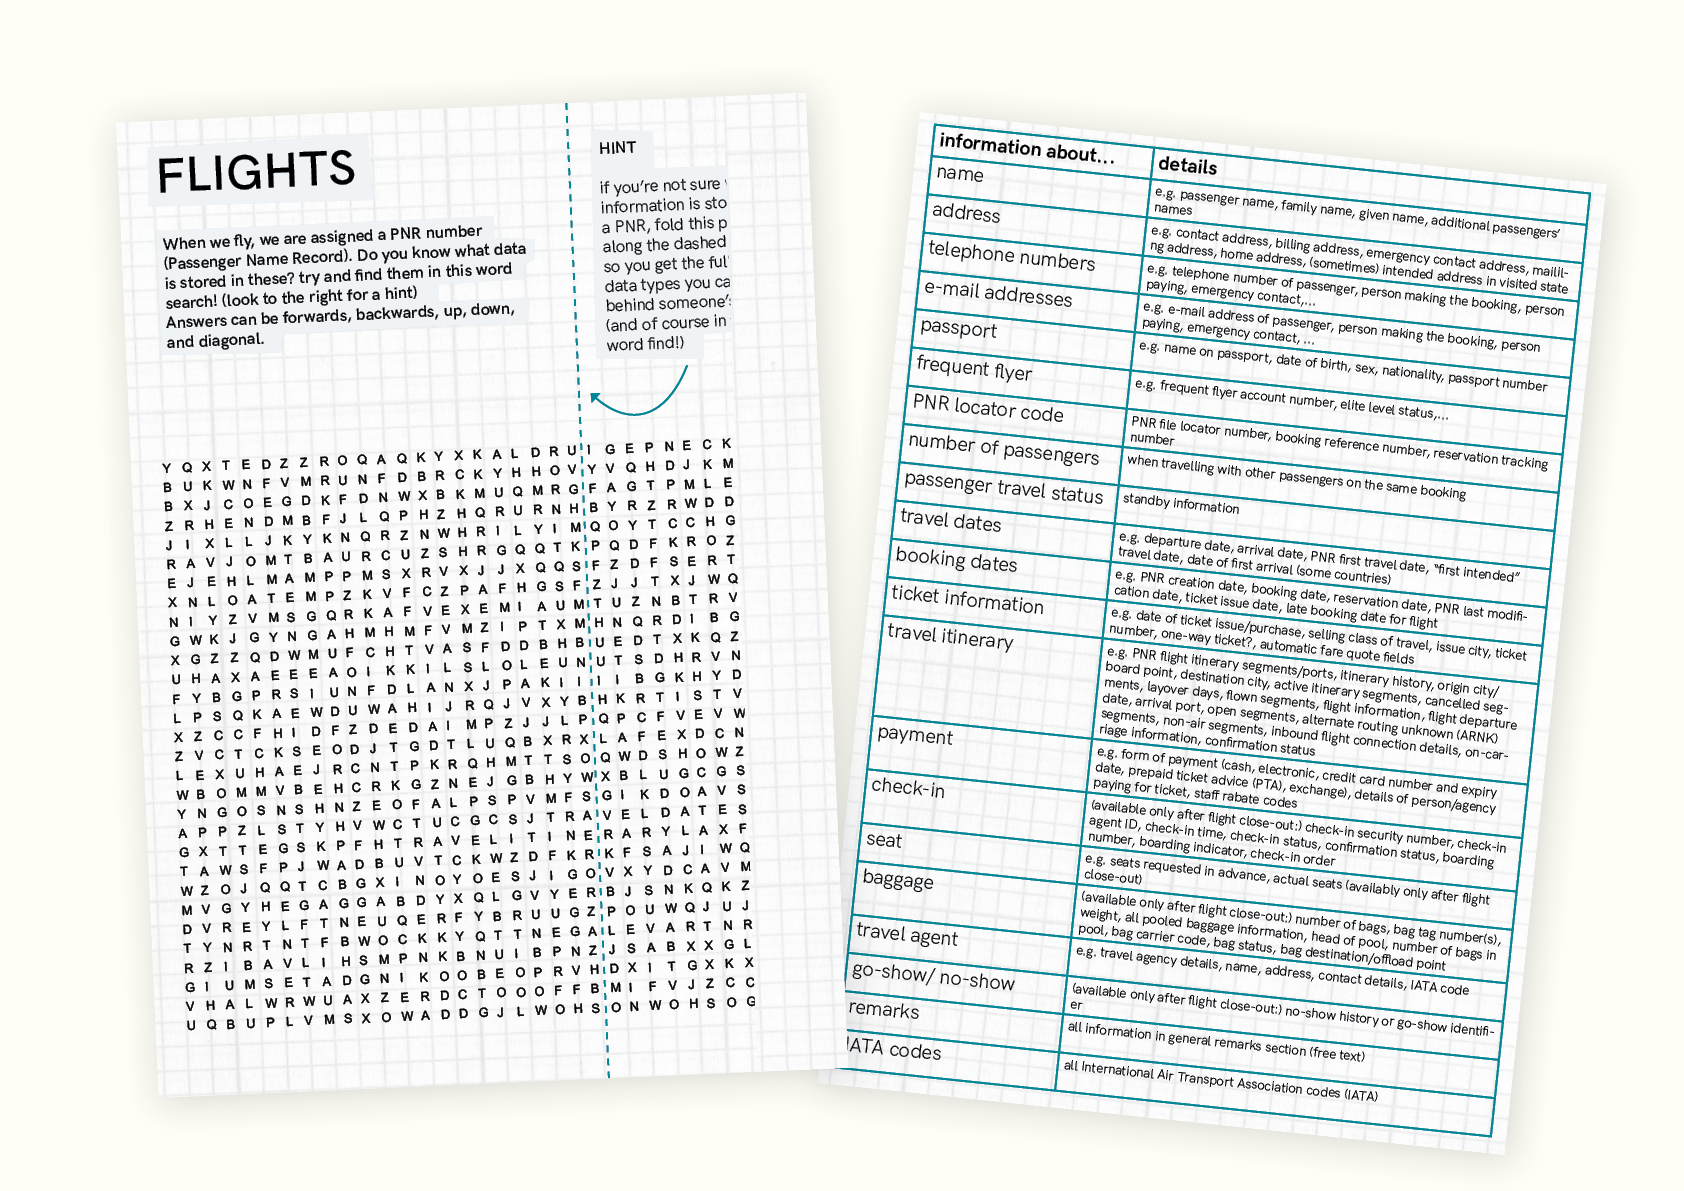 FLIGHTS
When we fly, we are assigned a PNR number
(Passenger Name Record). Do you know what data
is stored in these? try and find them in this word
search! (look to the right for a hint)
Answers can be forwards, backwards, up, down,
and diagonal.
HINT
if you're not sure
information is sto
a PNR, fold this p
along the dashed
so you get the ful
data types you ca
behind someone's
(and of course in
word find!)
Y Q X T E D Z Z R O Q A Q K Y X K A L D R U I G E P N E C K
B U K W N F V M R U N F D B R C K Y H H O V Y V Q H D J K M
B X J C O E G D K F D N W X B K M U Q M R G F A G T P M L E
Z R H E N D M B F J L Q P H Z H Q R U R N H B Y R Z R W D D
J I X L L J K Y K N Q R Z N W H R I L Y I M Q O Y T C C H G
R A V J O M T B A U R C U Z S H R G Q Q T K P Q D F K R O Z
E J E H L M A M P P M S X R V X J J X Q Q S F Z D F S E R T
X N L O A T E M P Z K V F C Z P A F H G S F Z J J T X J W Q
N I Y Z V M S G Q R K A F V E X E M I A U M T U Z N B T R V
G W K J G Y N G A H M H M F V M Z I P T X M H N Q R D I B G
X G Z Z Q D W M U F C H T V A S F D D B H B U E D T X K Q Z
U H A X A E E E A O I K K I L S L O L E U N U T S D H R V N
F Y B G P R S I U N F D L A N X J P A K I I I I B G K H Y D
L P S Q K A E W D U W A H I J R Q J V X Y B H K R T I S T V
X Z C C F H I D F Z D E D A I M P Z J J L P Q P C F V E V W
Z V C T C K S E O D J T G D T L U Q B X R X L A F E X D C N
L E X U H A E J R C N T P K R Q H M T T S O Q W D S H O W Z
W B O M M V B E H C R K G Z N E J G B H Y W X B L U G C G S
Y N G O S N S H N Z E O F A L P S P V M F S G I K D O A V S
A P P Z L S T Y H V W C T U C G C S J T R A V E L D A T E S
G X T T E G S K P F H T R A V E L I T I N E R A R Y L A X F
T A W S F P J W A D B U V T C K W Z D F K R K F S A J I W Q
W Z O J Q Q T C B G X I N O Y O E S J I G O V X Y D C A V M
M V G Y H E G A G G A B D Y X Q L G V Y E R B J S N K Q K Z
D V R E Y L F T N E U Q E R F Y B R U U G Z P O U W Q J U J
T Y N R T N T F B W O C K K Y Q T T N E G A L E V A R T N R
R Z I B A V L I H S M P N K B N U I B P N Z J S A B X X G L
G I U M S E T A D G N I K O O B E O P R V H D X I T G X K X
V H A L W R W U A X Z E R D C T O O O F F B M I F V J Z C C
U Q B U P L V M S X O W A D D G J L W O H S O N W O H S O G
information about... details
name
e.g. passenger name, family name, given name, additional passengers'
names
address
e.g. contact address, billing address, emergency contact address, mailil-
ng address, home address, (sometimes) intended address in visited state
telephone numbers
e.g. telephone number of passenger, person making the booking, person
paying, emergency contact,...
e-mail addresses
e.g. e-mail address of passenger, person making the booking, person
paying, emergency contact, ...
passport
e.g. name on passport, date of birth, sex, nationality, passport number
frequent flyer
e.g. frequent flyer account number, elite level status,...
PNR locator code
PNR file locator number, booking reference number, reservation tracking
number
number of passengers
when travelling with other passengers on the same booking
passenger travel status
standby information
travel dates
e.g. departure date, arrival date, PNR first travel date, "first intended"
travel date, date of first arrival (some countries)
booking dates
e.g. PNR creation date, booking date, reservation date, PNR last modifi-
cation date, ticket issue date, late booking date for flight
ticket information
e.g. date of ticket issue/purchase, selling class of travel, issue city, ticket
number, one-way ticket?, automatic fare quote fields
travel itinerary
e.g. PNR flight itinerary segments/ports, itinerary history, origin city/
board point, destination city, active itinerary segments, cancelled seg-
ments, layover days, flown segments, flight information, flight departure
date, arrival port, open segments, alternate routing unknown (ARNK)
segments, non-air segments, inbound flight connection details, on-car-
riage information, confirmation status
payment
e.g. form of payment (cash, electronic, credit card number and expiry
date, prepaid ticket advice (PTA), exchange), details of person/agency
paying for ticket, staff rabate codes
check-in
(available only after flight close-out:) check-in security number, check-in
agent ID, check-in time, check-in status, confirmation status, boarding
number, boarding indicator, check-in order
seat
e.g. seats requested in advance, actual seats (availably only after flight
close-out)
baggage
(available only after flight close-out:) number of bags, bag tag number(s),
weight, all pooled baggage information, head of pool, number of bags in
pool, bag carrier code, bag status, bag destination/offload point
travel agent
e.g. travel agency details, name, address, contact details, IATA code
go-show/ no-show
(available only after flight close-out:) no-show history or go-show identifi-
er
remarks
all information in general remarks section (free text)
IATA codes
all International Air Transport Association codes (IATA)